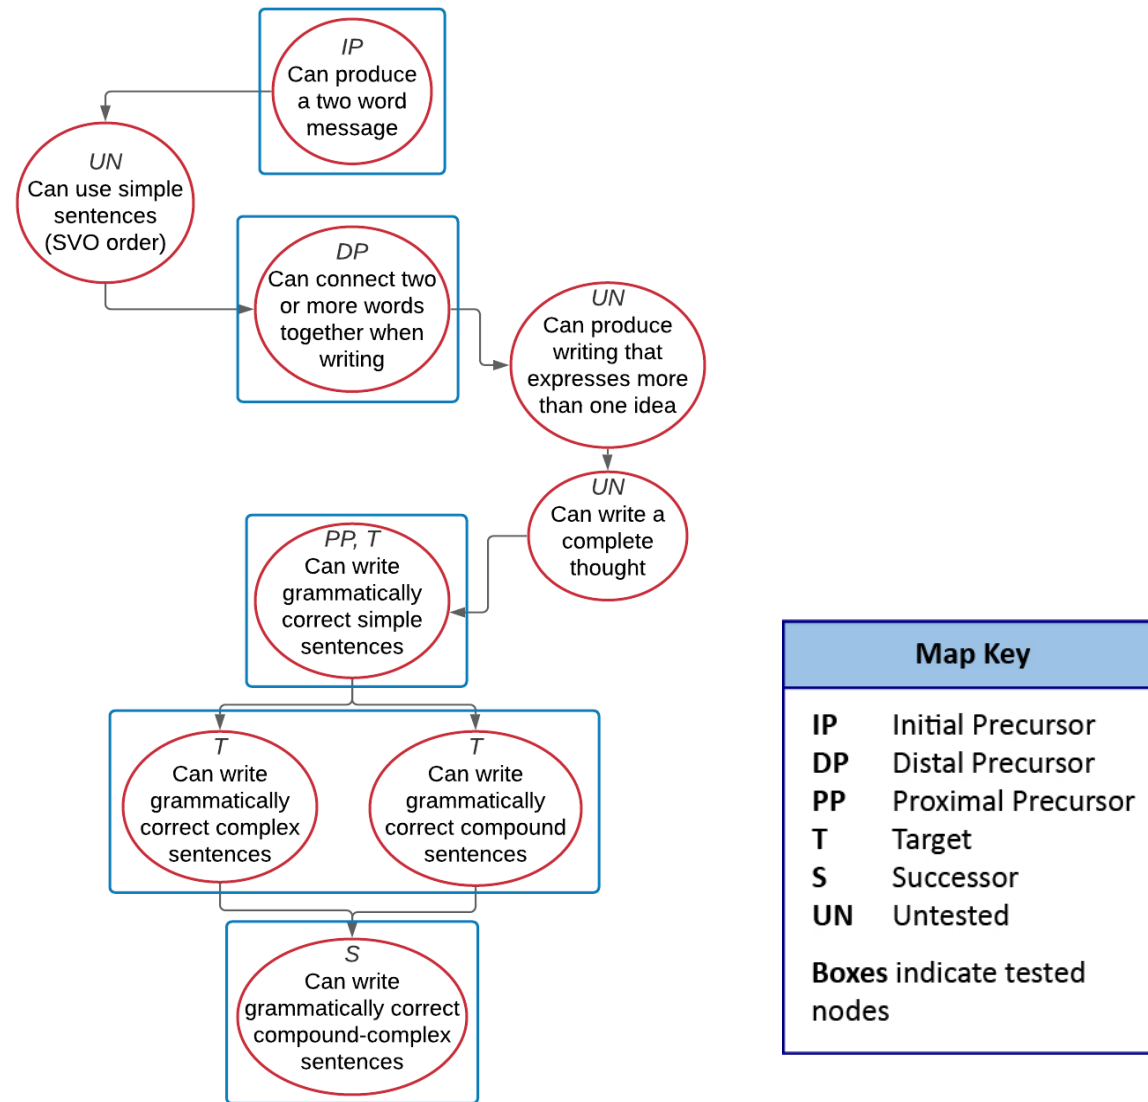 IP
Can produce
a two word
message
UN
Can use simple
sentences
(SVO order)
DP
Can connect two
or more words
together when
writing
UN
Can produce
writing that
expresses more
than one idea
UN
Can write a
complete
thought
PP, T
Can write
grammatically
correct simple
sentences
T
Can write
grammatically
correct complex
sentences
T
Can write
grammatically
correct compound
sentences
S
Can write
grammatically correct
compound-complex
sentences
Map Key
IP Initial Precursor
DP Distal Precursor
PP Proximal Precursor
T Target
S Successor
UN Untested
Boxes indicate tested
nodes